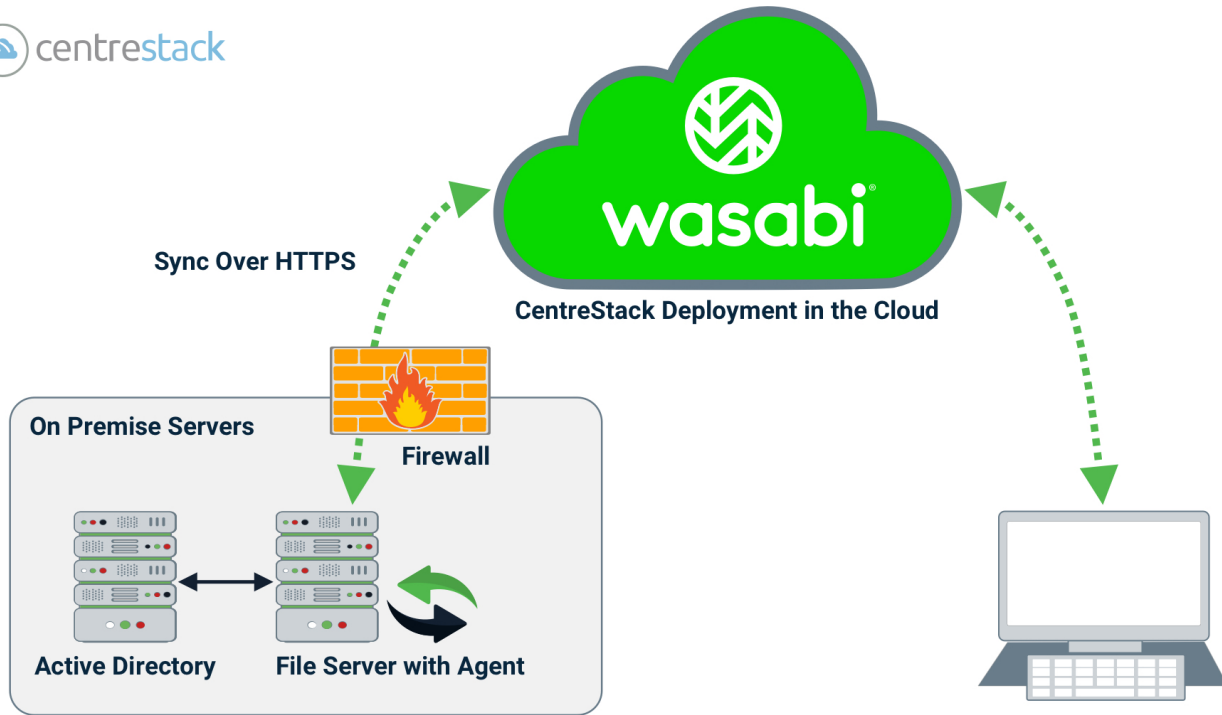 centrestack
wasabi®
Sync Over HTTPS
CentreStack Deployment in the Cloud
On Premise Servers
Firewall
Active Directory
File Server with Agent